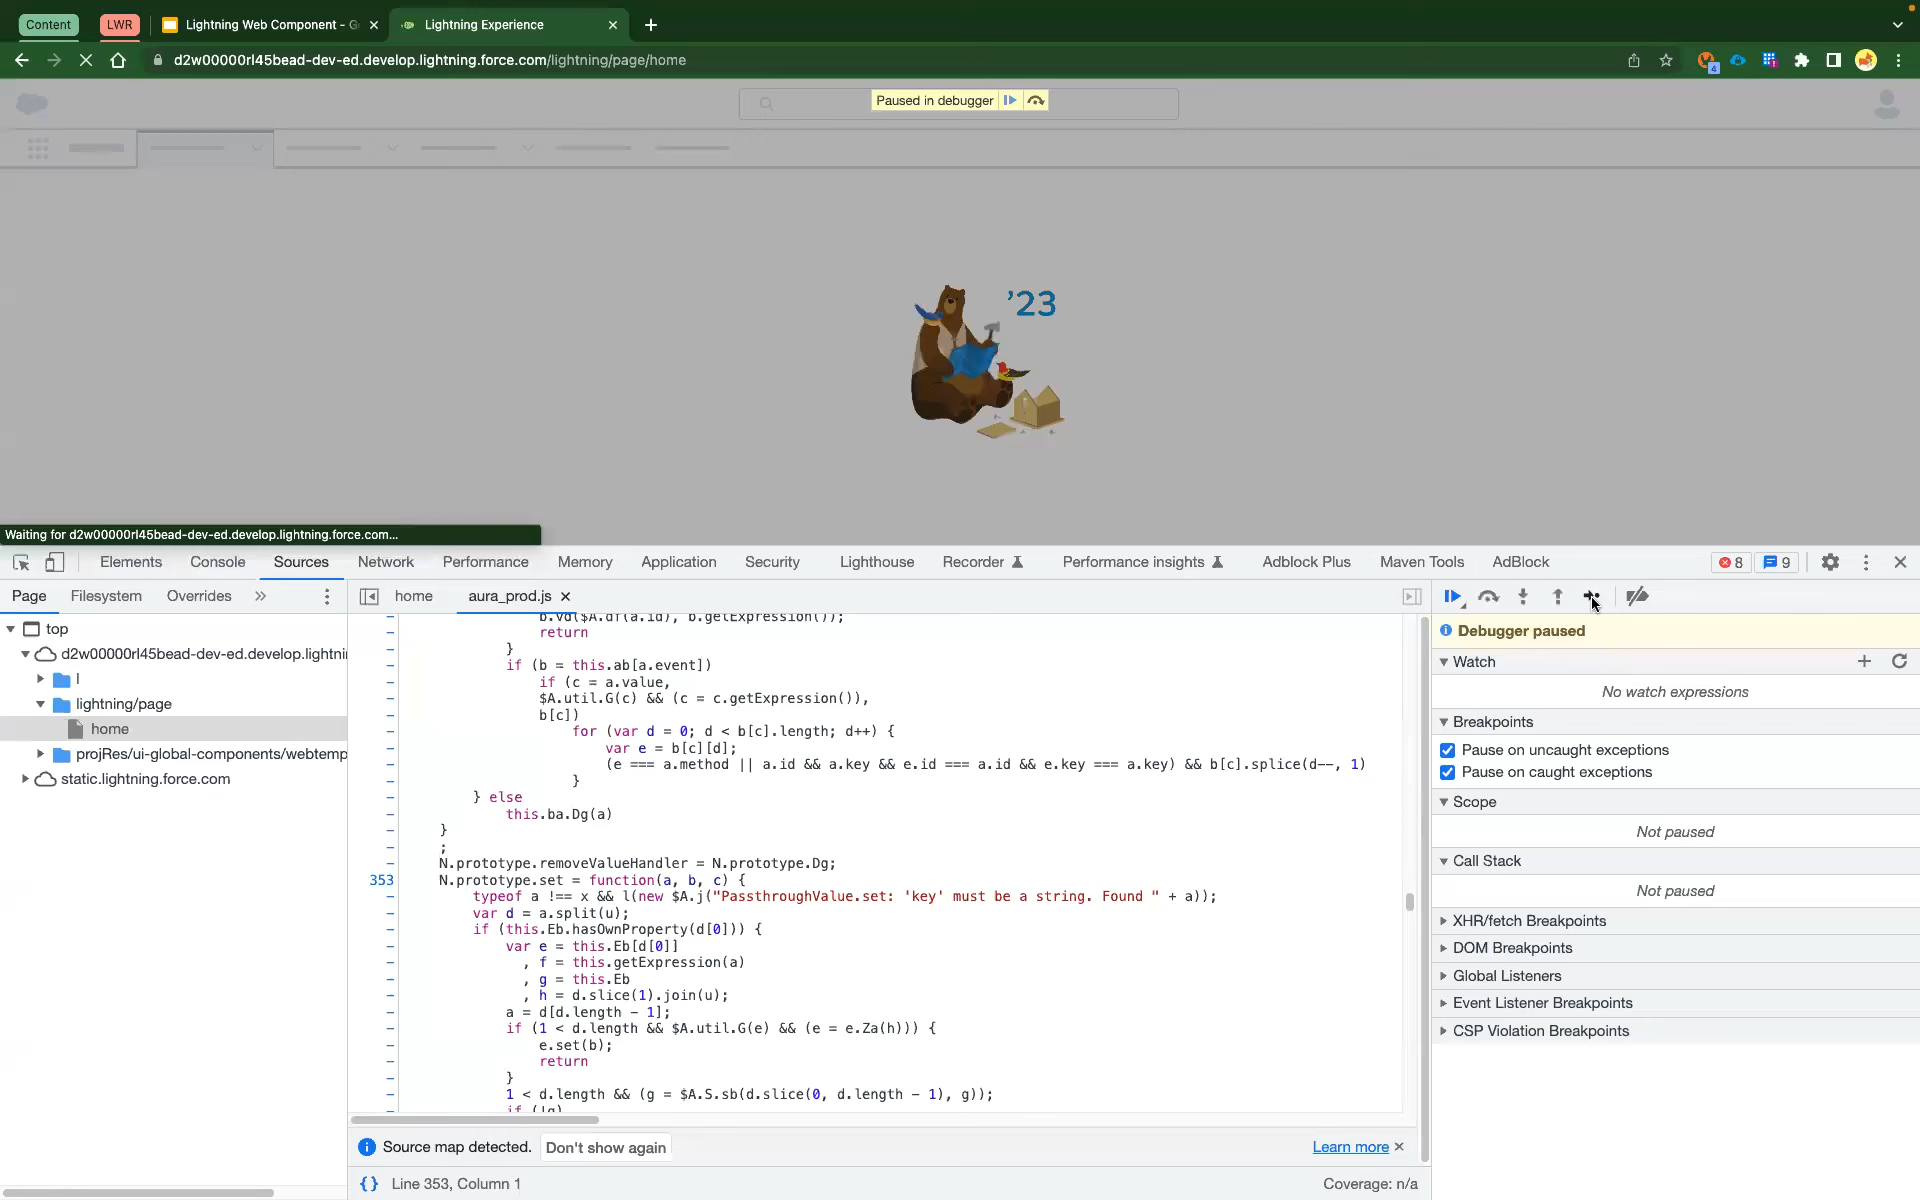 Content
LWR
Lightning Web Component - G
Lightning Experience
d2w00000rl45bead-dev-ed.develop.lightning.force.com/lightning/page/home
4
Paused in debugger
'23
Waiting for d2w00000rl45bead-dev-ed.develop.lightning.force.com...
Elements Console Sources Network Performance Memory Application Security Lighthouse Recorder Performance insights Adblock Plus Maven Tools AdBlock 8 9
Page Filesystem Overrides »
home aura_prod.js
top
d2w00000rl45bead-dev-ed.develop.lightni
l
lightning/page
home
projRes/ui-global-components/webtemp
static.lightning.force.com
b.vd($A.df(a.id), b.getExpression());
return
}
if (b = this.ab[a.event])
if (c = a.value,
$A.util.G(c) && (c = c.getExpression()),
b[c])
for (var d = 0; d < b[c].length; d++) {
var e = b[c][d];
(e === a.method || a.id && a.key && e.id === a.id && e.key === a.key) && b[c].splice(d--, 1)
}
} else
this.ba.Dg(a)
}
;
N.prototype.removeValueHandler = N.prototype.Dg;
353 N.prototype.set = function(a, b, c) {
typeof a !== x && l(new $A.j("PassthroughValue.set: 'key' must be a string. Found " + a));
var d = a.split(u);
if (this.Eb.hasOwnProperty(d[0])) {
var e = this.Eb[d[0]]
, f = this.getExpression(a)
, g = this.Eb
, h = d.slice(1).join(u);
a = d[d.length - 1];
if (1 < d.length && $A.util.G(e) && (e = e.Za(h))) {
e.set(b);
return
}
1 < d.length && (g = $A.S.sb(d.slice(0, d.length - 1), g));
if (!g)
Source map detected. Don't show again Learn more
{} Line 353, Column 1 Coverage: n/a
Debugger paused
Watch
No watch expressions
Breakpoints
Pause on uncaught exceptions
Pause on caught exceptions
Scope
Not paused
Call Stack
Not paused
XHR/fetch Breakpoints
DOM Breakpoints
Global Listeners
Event Listener Breakpoints
CSP Violation Breakpoints